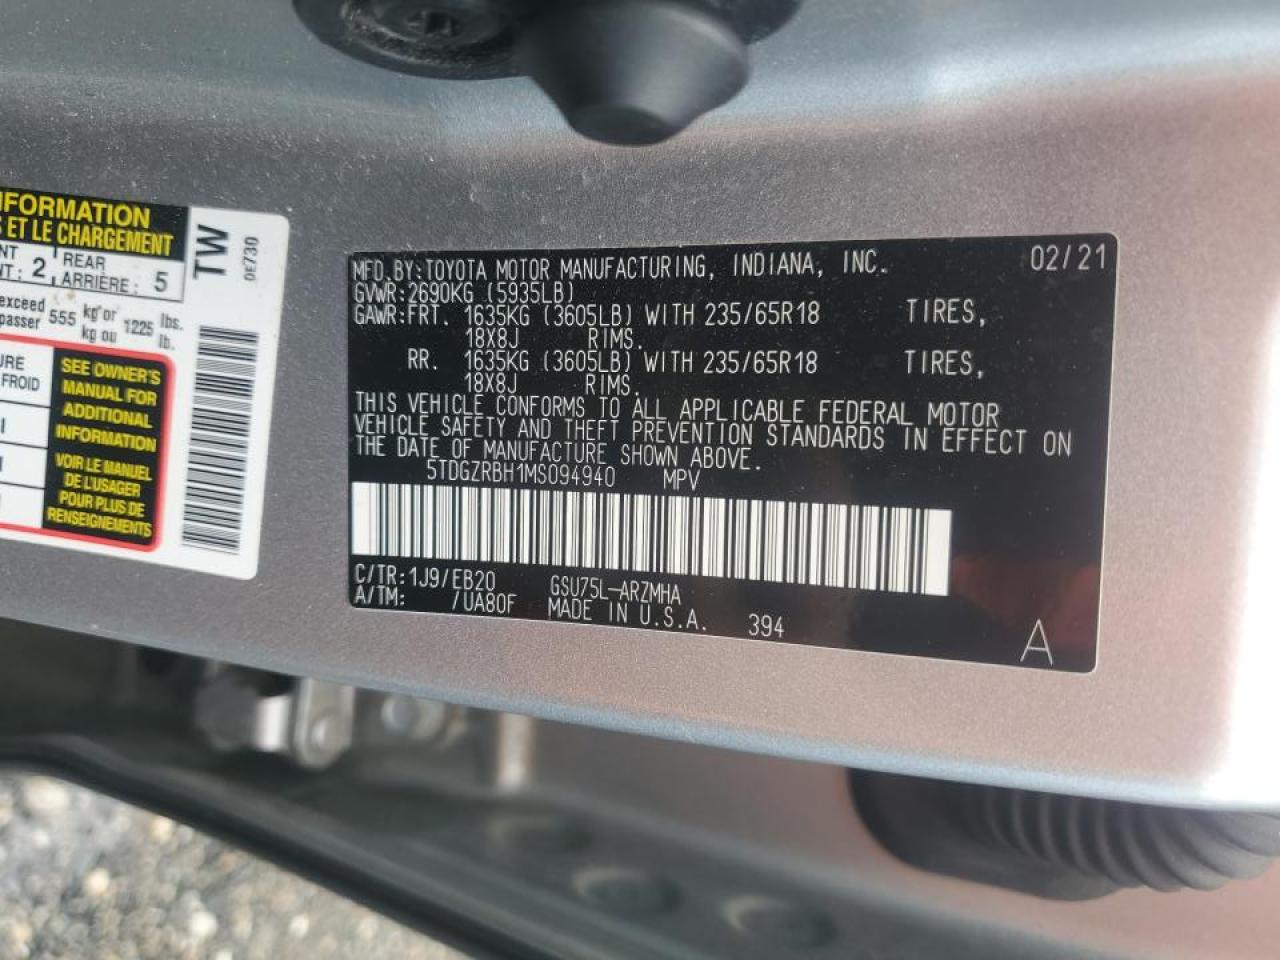 NFORMATION
ET LE CHARGEMENT
2 REAR
ARRIÈRE : 5
exceed 555 kg or 1225 lbs.
passer kg ou lb.
FROID
SEE OWNER'S
MANUAL FOR
ADDITIONAL
INFORMATION
VOIR LE MANUEL
DE L'USAGER
POUR PLUS DE
RENSEIGNEMENTS
TW
0E730
MFD.BY:TOYOTA MOTOR MANUFACTURING, INDIANA, INC. 02/21
GVWR:2690KG (5935LB)
GAWR:FRT. 1635KG (3605LB) WITH 235/65R18 TIRES,
18X8J RIMS.
RR. 1635KG (3605LB) WITH 235/65R18 TIRES,
18X8J RIMS.
THIS VEHICLE CONFORMS TO ALL APPLICABLE FEDERAL MOTOR
VEHICLE SAFETY AND THEFT PREVENTION STANDARDS IN EFFECT ON
THE DATE OF MANUFACTURE SHOWN ABOVE.
5TDGZRBH1MS094940 MPV
C/TR:1J9/EB20 GSU75L-ARZMHA
A/TM: /UA80F MADE IN U.S.A. 394
A